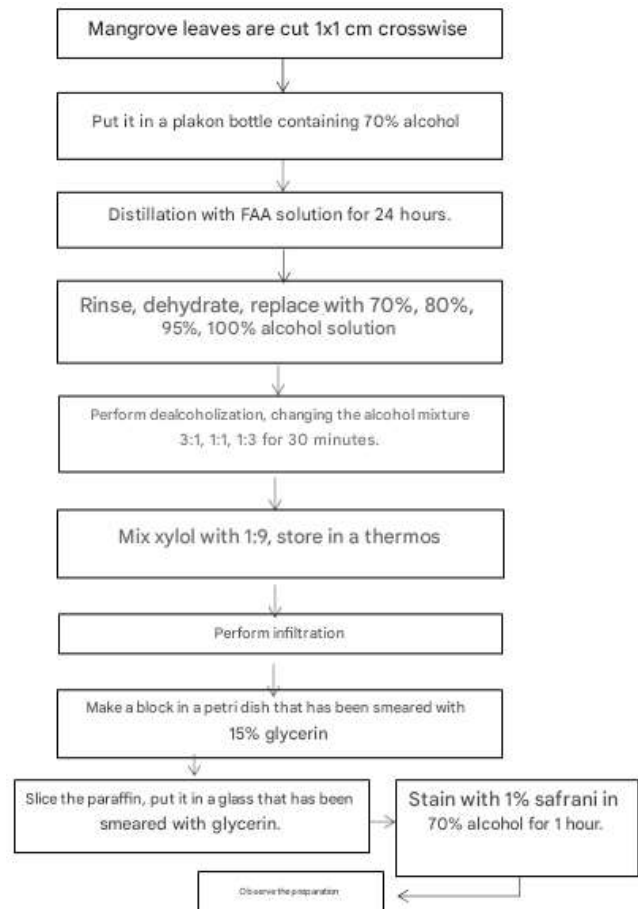 Mangrove leaves are cut 1x1 cm crosswise
Put it in a plakon bottle containing 70% alcohol
Distillation with FAA solution for 24 hours.
Rinse, dehydrate, replace with 70%, 80%,
95%, 100% alcohol solution
Perform dealcoholization, changing the alcohol mixture
3:1, 1:1, 1:3 for 30 minutes.
Mix xylol with 1:9, store in a thermos
Perform infiltration
Make a block in a petri dish that has been smeared with
15% glycerin
Slice the paraffin, put it in a glass that has been
smeared with glycerin.
Stain with 1% safrani in
70% alcohol for 1 hour.
Observe the preparation